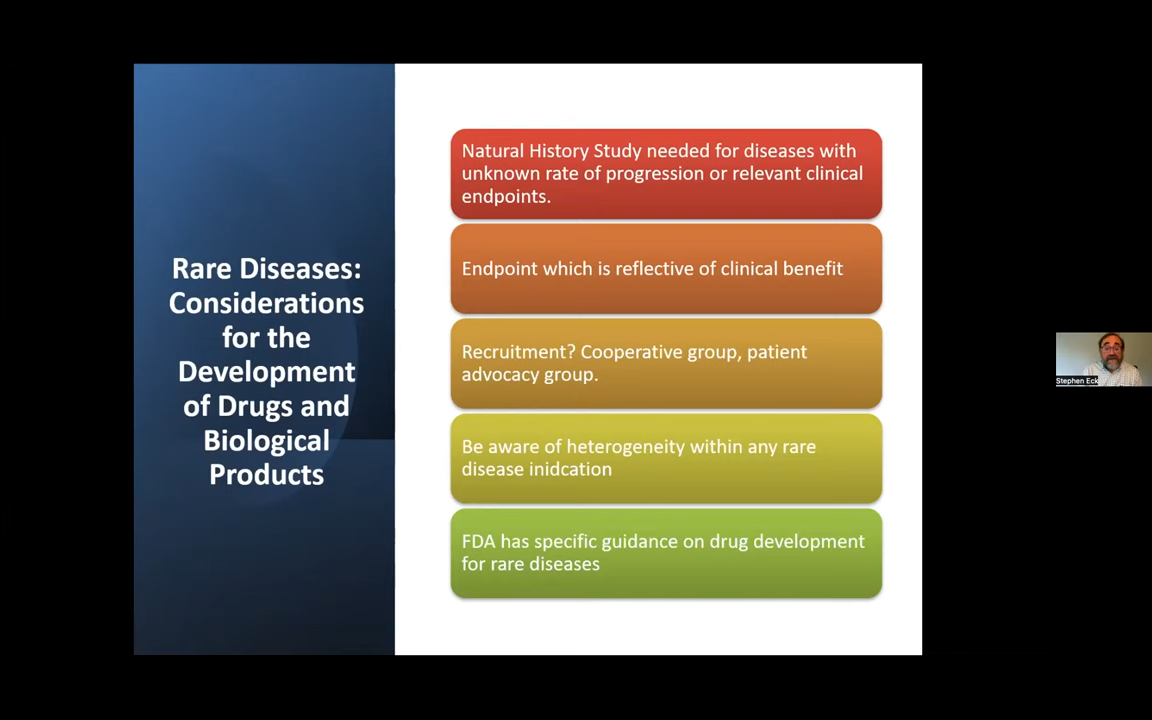 Rare Diseases:
Considerations
for the
Development
of Drugs and
Biological
Products
Natural History Study needed for diseases with
unknown rate of progression or relevant clinical
endpoints.
Endpoint which is reflective of clinical benefit
Recruitment? Cooperative group, patient
advocacy group.
Be aware of heterogeneity within any rare
disease inidcation
FDA has specific guidance on drug development
for rare diseases
Stephen Eck